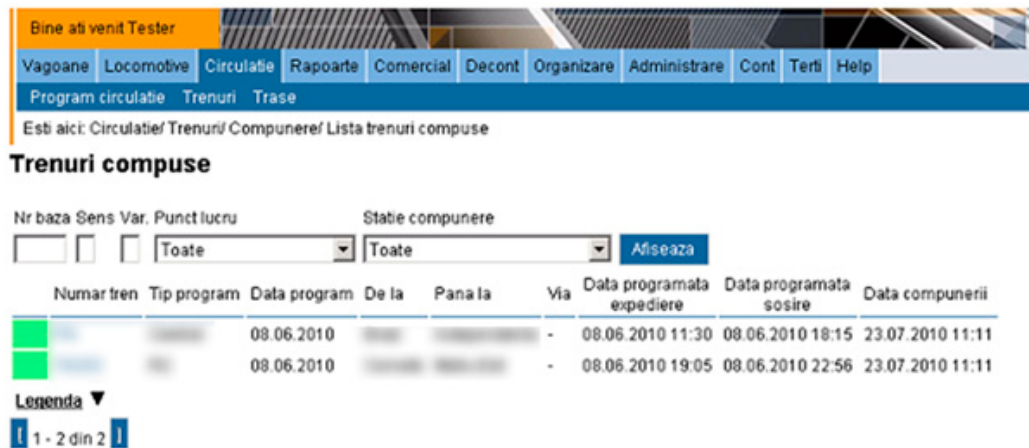 Bine ati venit Tester
Vagoane Locomotive Circulatie Rapoarte Comercial Decont Organizare Administrare Cont Terti Help
Program circulatie Trenuri Trase
Esti aici: Circulatie/ Trenuri/ Compunere/ Lista trenuri compuse
Trenuri compuse
Nr baza Sens Var. Punct lucru Statie compunere
Toate Toate Afiseaza
Numar tren Tip program Data program De la Pana la Via Data programata expediere Data programata sosire Data compunerii
08.06.2010 - 08.06.2010 11:30 08.06.2010 18:15 23.07.2010 11:11
08.06.2010 - 08.06.2010 19:05 08.06.2010 22:56 23.07.2010 11:11
Legenda ▼
[ 1 - 2 din 2 ]